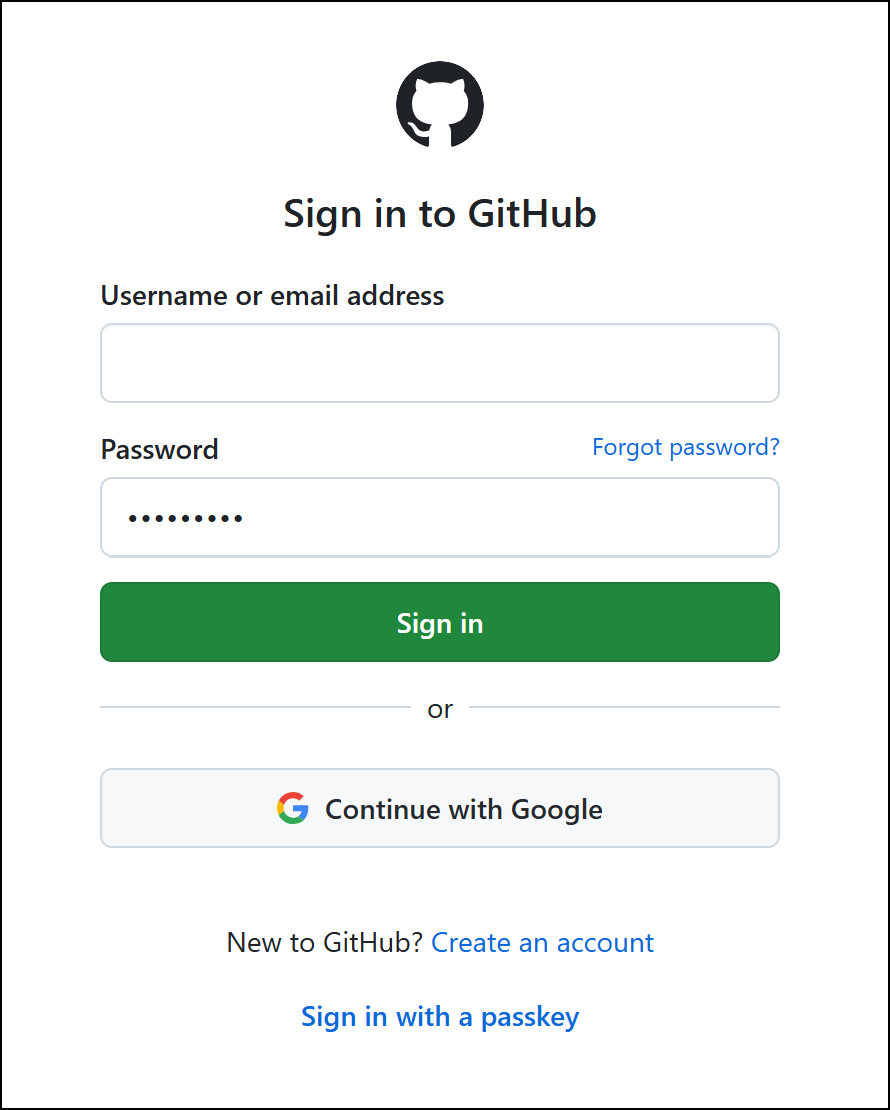 Sign in to GitHub
Username or email address
Password
Forgot password?
•••••••••
Sign in
or
Continue with Google
New to GitHub? Create an account
Sign in with a passkey